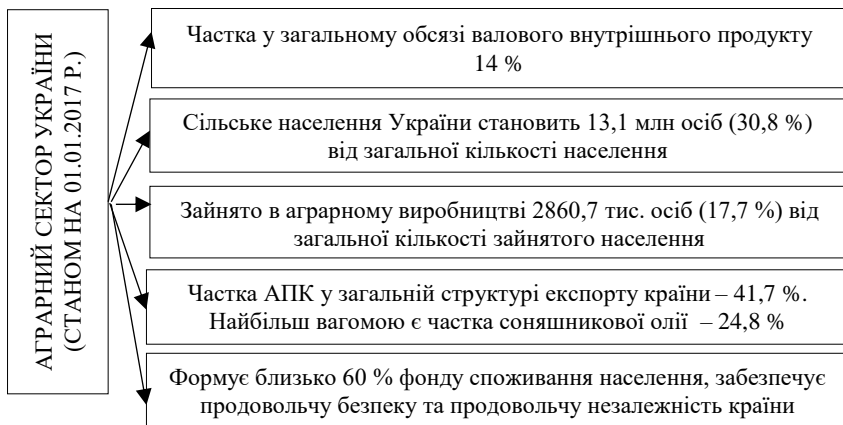 АГРАРНИЙ СЕКТОР УКРАЇНИ
(СТАНОМ НА 01.01.2017 Р.)
Частка у загальному обсязі валового внутрішнього продукту
14 %
Сільське населення України становить 13,1 млн осіб (30,8 %)
від загальної кількості населення
Зайнято в аграрному виробництві 2860,7 тис. осіб (17,7 %) від
загальної кількості зайнятого населення
Частка АПК у загальній структурі експорту країни – 41,7 %.
Найбільш вагомою є частка соняшникової олії – 24,8 %
Формує близько 60 % фонду споживання населення, забезпечує
продовольчу безпеку та продовольчу незалежність країни